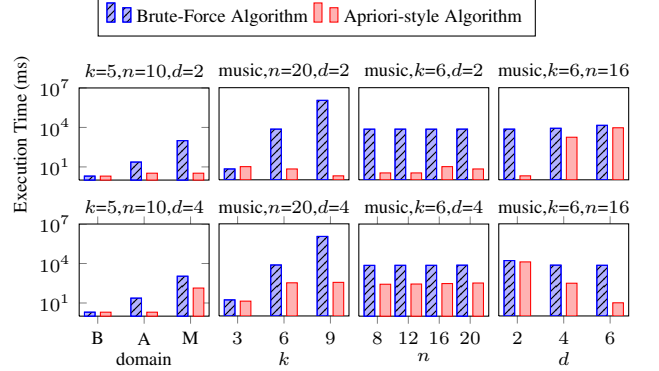 Brute-Force Algorithm Apriori-style Algorithm
k=5,n=10,d=2 music,n=20,d=2 music,k=6,d=2 music,k=6,n=16
Execution Time (ms)
10^7
10^4
10^1
k=5,n=10,d=4 music,n=20,d=4 music,k=6,d=4 music,k=6,n=16
10^7
10^4
10^1
B A M 3 6 9 8 12 16 20 2 4 6
domain k n d